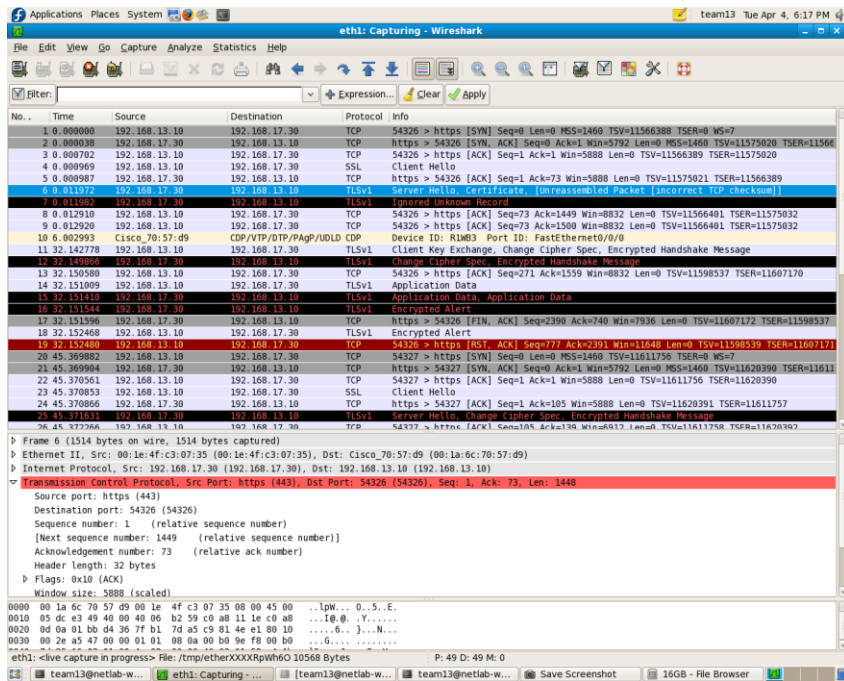 Applications Places System team13 Tue Apr 4, 6:17 PM
eth1: Capturing - Wireshark
File Edit View Go Capture Analyze Statistics Help
Filter: Expression... Clear Apply
No. . Time Source Destination Protocol Info
1 0.000000 192.168.13.10 192.168.17.30 TCP 54326 > https [SYN] Seq=0 Len=0 MSS=1460 TSV=11566388 TSER=0 WS=7
2 0.000038 192.168.17.30 192.168.13.10 TCP https > 54326 [SYN, ACK] Seq=0 Ack=1 Win=5792 Len=0 MSS=1460 TSV=11575020 TSER=11566
3 0.000702 192.168.13.10 192.168.17.30 TCP 54326 > https [ACK] Seq=1 Ack=1 Win=5888 Len=0 TSV=11566389 TSER=11575020
4 0.000969 192.168.13.10 192.168.17.30 SSL Client Hello
5 0.000987 192.168.17.30 192.168.13.10 TCP https > 54326 [ACK] Seq=1 Ack=73 Win=5888 Len=0 TSV=11575021 TSER=11566389
6 0.011972 192.168.17.30 192.168.13.10 TLSv1 Server Hello, Certificate, [Unreassembled Packet [incorrect TCP checksum]]
7 0.011982 192.168.17.30 192.168.13.10 TLSv1 Ignored Unknown Record
8 0.012910 192.168.13.10 192.168.17.30 TCP 54326 > https [ACK] Seq=73 Ack=1449 Win=8832 Len=0 TSV=11566401 TSER=11575032
9 0.012920 192.168.13.10 192.168.17.30 TCP 54326 > https [ACK] Seq=73 Ack=1500 Win=8832 Len=0 TSV=11566401 TSER=11575032
10 6.002993 Cisco_70:57:d9 CDP/VTP/DTP/PAgP/UDLD CDP Device ID: R1WB3 Port ID: FastEthernet0/0/0
11 32.142778 192.168.13.10 192.168.17.30 TLSv1 Client Key Exchange, Change Cipher Spec, Encrypted Handshake Message
12 32.149866 192.168.17.30 192.168.13.10 TLSv1 Change Cipher Spec, Encrypted Handshake Message
13 32.150580 192.168.13.10 192.168.17.30 TCP 54326 > https [ACK] Seq=271 Ack=1559 Win=8832 Len=0 TSV=11598537 TSER=11607170
14 32.151009 192.168.13.10 192.168.17.30 TLSv1 Application Data
15 32.151410 192.168.17.30 192.168.13.10 TLSv1 Application Data, Application Data
16 32.151544 192.168.17.30 192.168.13.10 TLSv1 Encrypted Alert
17 32.151596 192.168.17.30 192.168.13.10 TCP https > 54326 [FIN, ACK] Seq=2390 Ack=740 Win=7936 Len=0 TSV=11607172 TSER=11598537
18 32.152468 192.168.13.10 192.168.17.30 TLSv1 Encrypted Alert
19 32.152480 192.168.13.10 192.168.17.30 TCP 54326 > https [RST, ACK] Seq=777 Ack=2391 Win=11648 Len=0 TSV=11598539 TSER=11607171
20 45.369882 192.168.13.10 192.168.17.30 TCP 54327 > https [SYN] Seq=0 Len=0 MSS=1460 TSV=11611756 TSER=0 WS=7
21 45.369904 192.168.17.30 192.168.13.10 TCP https > 54327 [SYN, ACK] Seq=0 Ack=1 Win=5792 Len=0 MSS=1460 TSV=11620390 TSER=11611
22 45.370561 192.168.13.10 192.168.17.30 TCP 54327 > https [ACK] Seq=1 Ack=1 Win=5888 Len=0 TSV=11611756 TSER=11620390
23 45.370853 192.168.13.10 192.168.17.30 SSL Client Hello
24 45.370866 192.168.17.30 192.168.13.10 TCP https > 54327 [ACK] Seq=1 Ack=105 Win=5888 Len=0 TSV=11620391 TSER=11611757
25 45.371631 192.168.17.30 192.168.13.10 TLSv1 Server Hello, Change Cipher Spec, Encrypted Handshake Message
26 45.372266 192.168.13.10 192.168.17.30 TCP 54327 > https [ACK] Seq=105 Ack=139 Win=6912 Len=0 TSV=11611758 TSER=11620392
Frame 6 (1514 bytes on wire, 1514 bytes captured)
Ethernet II, Src: 00:1e:4f:c3:07:35 (00:1e:4f:c3:07:35), Dst: Cisco_70:57:d9 (00:1a:6c:70:57:d9)
Internet Protocol, Src: 192.168.17.30 (192.168.17.30), Dst: 192.168.13.10 (192.168.13.10)
Transmission Control Protocol, Src Port: https (443), Dst Port: 54326 (54326), Seq: 1, Ack: 73, Len: 1448
Source port: https (443)
Destination port: 54326 (54326)
Sequence number: 1 (relative sequence number)
[Next sequence number: 1449 (relative sequence number)]
Acknowledgement number: 73 (relative ack number)
Header length: 32 bytes
Flags: 0x10 (ACK)
Window size: 5888 (scaled)
0000 00 1a 6c 70 57 d9 00 1e 4f c3 07 35 08 00 45 00 ..lpW... O..5..E.
0010 05 dc e3 49 40 00 40 06 b2 59 c0 a8 11 1e c0 a8 ...I@.@. .Y......
0020 0d 0a 01 bb d4 36 7f b1 7d a5 c9 81 4e e1 80 10 .....6.. }...N...
0030 00 2e a5 47 00 00 01 01 08 0a 00 b0 9e f8 00 b0 ...G.... ........
eth1: <live capture in progress> File: /tmp/etherXXXXRpWh6O 10568 Bytes P: 49 D: 49 M: 0
team13@netlab-w... eth1: Capturing - ... [team13@netlab-w... team13@netlab-w... Save Screenshot 16GB - File Browser